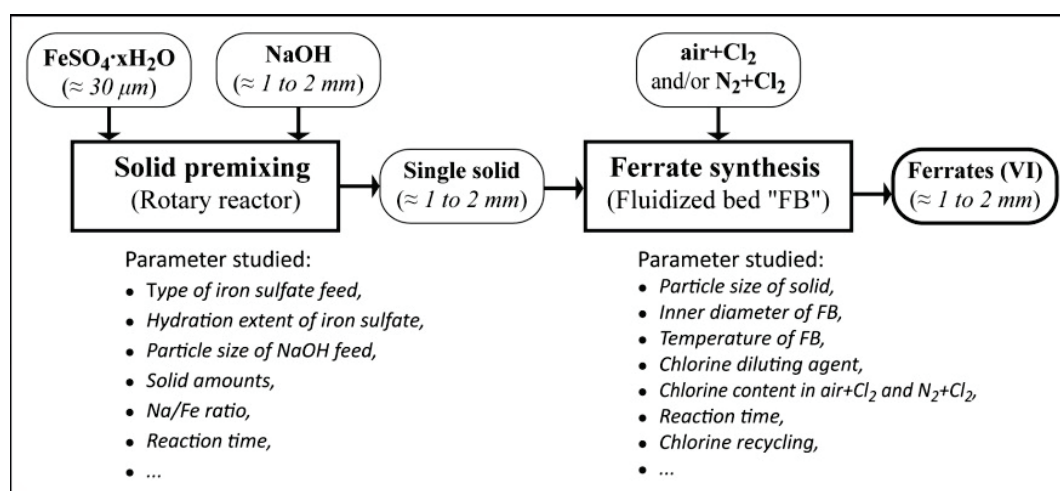 FeSO₄·xH₂O
(≈ 30 μm)
NaOH
(≈ 1 to 2 mm)
air+Cl₂
and/or N₂+Cl₂
Solid premixing
(Rotary reactor)
Single solid
(≈ 1 to 2 mm)
Ferrate synthesis
(Fluidized bed "FB")
Ferrates (VI)
(≈ 1 to 2 mm)
Parameter studied:
• Type of iron sulfate feed,
• Hydration extent of iron sulfate,
• Particle size of NaOH feed,
• Solid amounts,
• Na/Fe ratio,
• Reaction time,
• ...
Parameter studied:
• Particle size of solid,
• Inner diameter of FB,
• Temperature of FB,
• Chlorine diluting agent,
• Chlorine content in air+Cl₂ and N₂+Cl₂,
• Reaction time,
• Chlorine recycling,
• ...